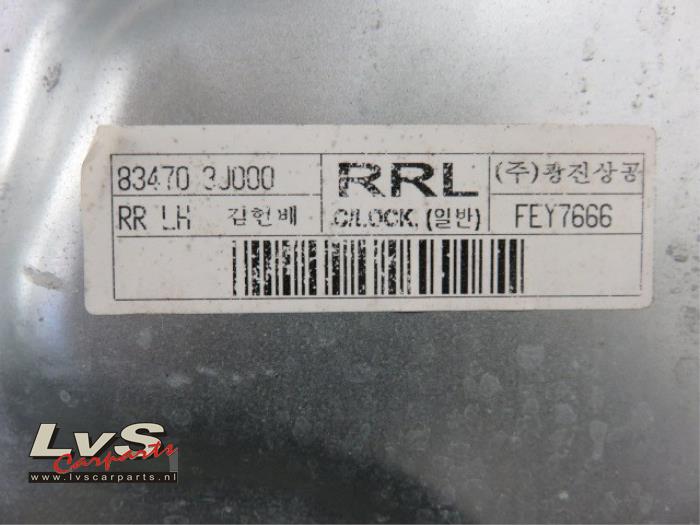 83470 3J000
RRL
(주)광진상공
RR LH 김헌배
C/LOCK, (일반)
FEY7666
LvS
Carparts
www.lvscarparts.nl